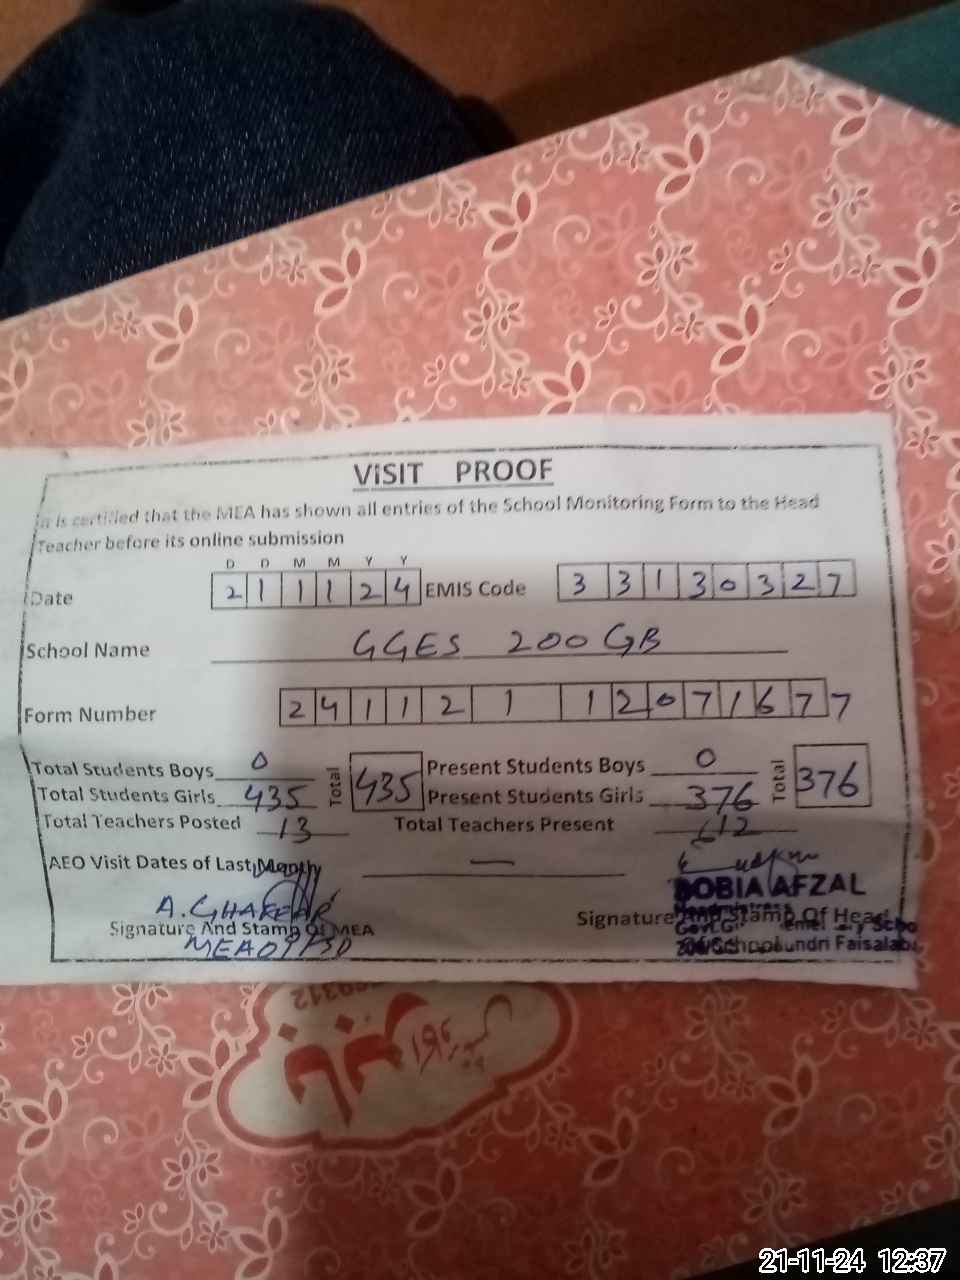 VISIT PROOF
It is certified that the MEA has shown all entries of the School Monitoring Form to the Head
Teacher before its online submission
D D M M Y Y
Date 2 1 1 1 2 4 EMIS Code 3 3 1 3 0 3 2 7
School Name GGES 200 GB
Form Number 2 4 1 1 2 1 1 2 0 7 1 6 7 7
Total Students Boys 0 Total 435 Present Students Boys 0 Total 376
Total Students Girls 435 Present Students Girls 376
Total Teachers Posted 13 Total Teachers Present 12
AEO Visit Dates of Last Month —
A. GHAFFAR
Signature And Stamp Of MEA
Signature And Stamp Of Head
AFZAL
Faisalabad
21-11-24 12:37